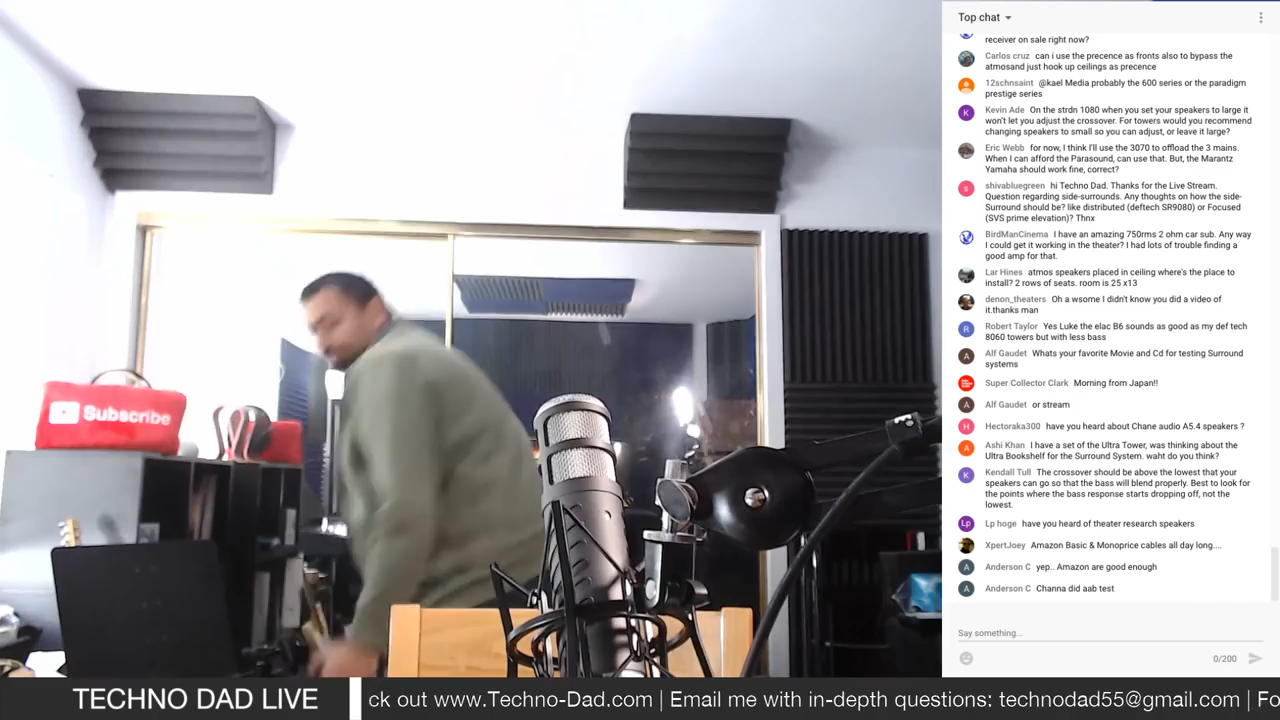 Top chat
receiver on sale right now?
Carlos cruz can i use the precence as fronts also to bypass the
atmosand just hook up ceilings as precence
12schnsaint @kael Media probably the 600 series or the paradigm
prestige series
Kevin Ade On the strdn 1080 when you set your speakers to large it
won't let you adjust the crossover. For towers would you recommend
changing speakers to small so you can adjust, or leave it large?
Eric Webb for now, I think I'll use the 3070 to offload the 3 mains.
When I can afford the Parasound, can use that. But, the Marantz
Yamaha should work fine, correct?
shivabluegreen hi Techno Dad. Thanks for the Live Stream.
Question regarding side-surrounds. Any thoughts on how the side-
Surround should be? like distributed (deftech SR9080) or Focused
(SVS prime elevation)? Thnx
BirdManCinema I have an amazing 750rms 2 ohm car sub. Any way
I could get it working in the theater? I had lots of trouble finding a
good amp for that.
Lar Hines atmos speakers placed in ceiling where's the place to
install? 2 rows of seats. room is 25 x13
denon_theaters Oh a wsome I didn't know you did a video of
it.thanks man
Robert Taylor Yes Luke the elac B6 sounds as good as my def tech
8060 towers but with less bass
Alf Gaudet Whats your favorite Movie and Cd for testing Surround
systems
Super Collector Clark Morning from Japan!!
Alf Gaudet or stream
Hectoraka300 have you heard about Chane audio A5.4 speakers ?
Ashi Khan I have a set of the Ultra Tower, was thinking about the
Ultra Bookshelf for the Surround System. waht do you think?
Kendall Tull The crossover should be above the lowest that your
speakers can go so that the bass will blend properly. Best to look for
the points where the bass response starts dropping off, not the
lowest.
Lp hoge have you heard of theater research speakers
XpertJoey Amazon Basic & Monoprice cables all day long....
Anderson C yep.. Amazon are good enough
Anderson C Channa did aab test
Say something...
0/200
Subscribe
TECHNO DAD LIVE
ck out www.Techno-Dad.com | Email me with in-depth questions: technodad55@gmail.com | Fo